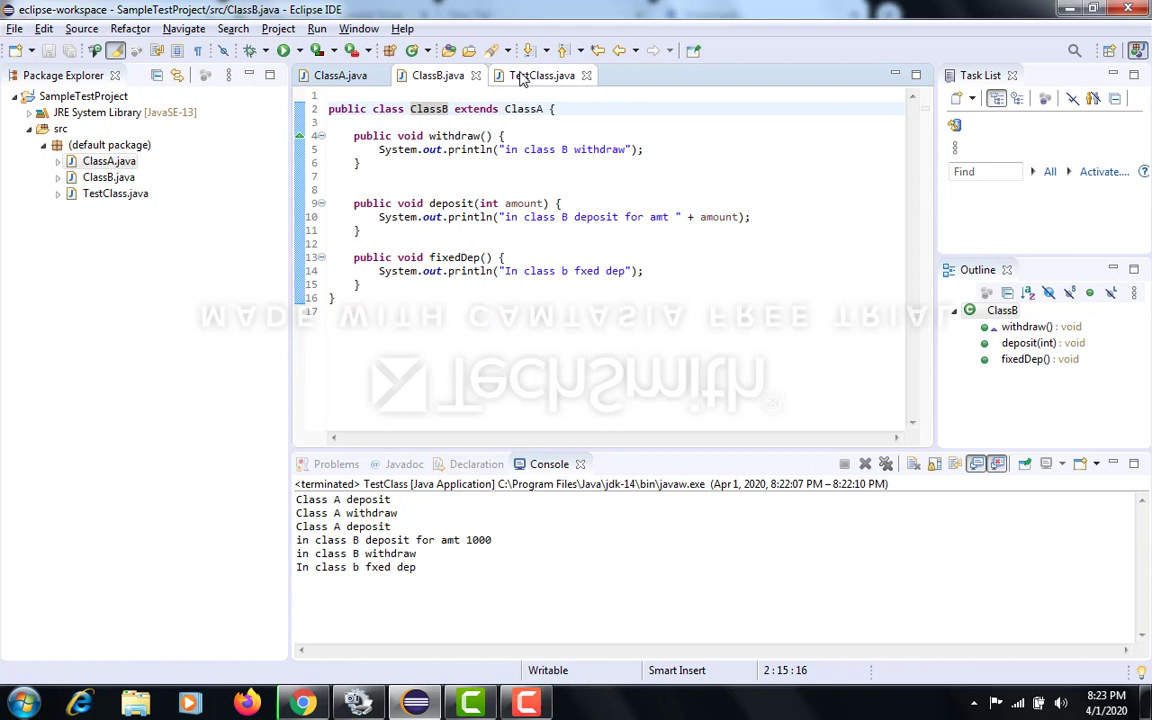 eclipse-workspace - SampleTestProject/src/ClassB.java - Eclipse IDE
File Edit Source Refactor Navigate Search Project Run Window Help
Package Explorer
SampleTestProject
JRE System Library [JavaSE-13]
src
(default package)
ClassA.java
ClassB.java
TestClass.java
ClassA.java ClassB.java TestClass.java
1
2 public class ClassB extends ClassA {
3
4 public void withdraw() {
5 System.out.println("in class B withdraw");
6 }
7
8
9 public void deposit(int amount) {
10 System.out.println("in class B deposit for amt " + amount);
11 }
12
13 public void fixedDep() {
14 System.out.println("In class b fxed dep");
15 }
16 }
17
MADE WITH CAMTASIA FREE TRIAL
TechSmith®
Task List
Find All Activate...
Outline
ClassB
withdraw() : void
deposit(int) : void
fixedDep() : void
Problems Javadoc Declaration Console
<terminated> TestClass [Java Application] C:\Program Files\Java\jdk-14\bin\javaw.exe (Apr 1, 2020, 8:22:07 PM – 8:22:10 PM)
Class A deposit
Class A withdraw
Class A deposit
in class B deposit for amt 1000
in class B withdraw
In class b fxed dep
Writable Smart Insert 2 : 15 : 16
8:23 PM
4/1/2020